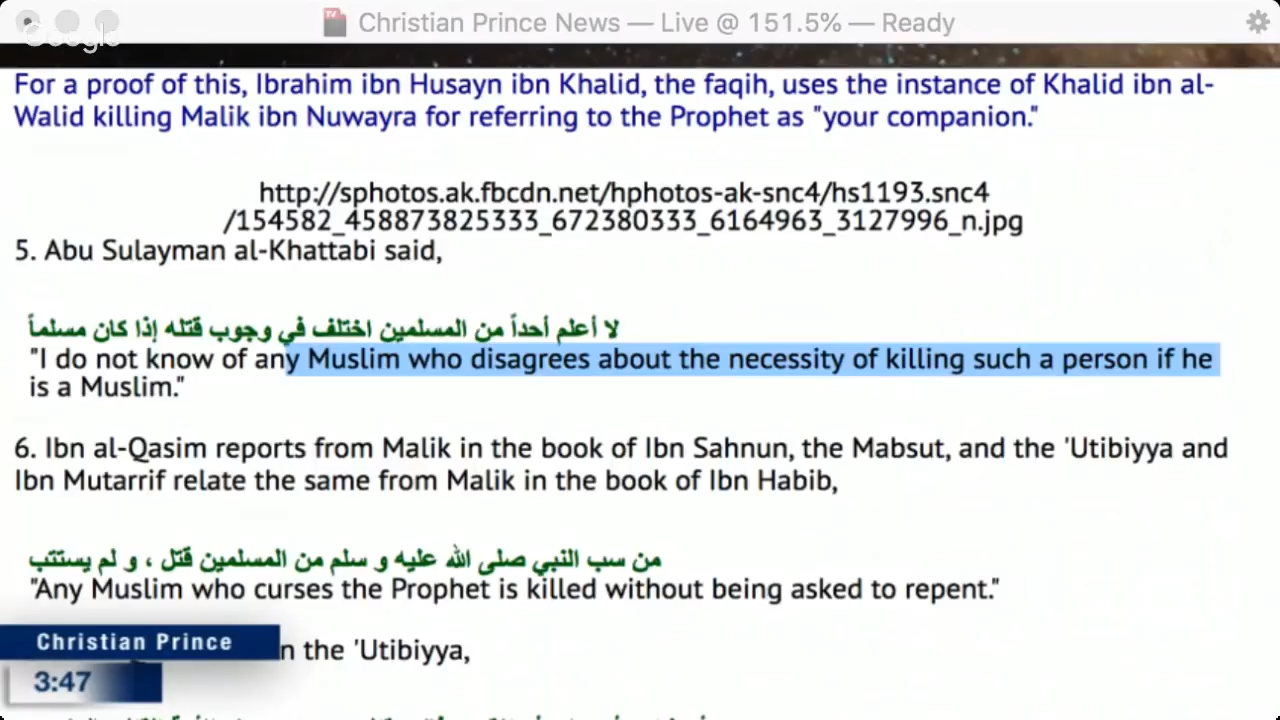 Christian Prince News — Live @ 151.5% — Ready
Google
For a proof of this, Ibrahim ibn Husayn ibn Khalid, the faqih, uses the instance of Khalid ibn al-
Walid killing Malik ibn Nuwayra for referring to the Prophet as "your companion."
http://sphotos.ak.fbcdn.net/hphotos-ak-snc4/hs1193.snc4
/154582_458873825333_672380333_6164963_3127996_n.jpg
5. Abu Sulayman al-Khattabi said,
لا أعلم أحداً من المسلمين اختلف في وجوب قتله إذا كان مسلماً
"I do not know of any Muslim who disagrees about the necessity of killing such a person if he
is a Muslim."
6. Ibn al-Qasim reports from Malik in the book of Ibn Sahnun, the Mabsut, and the 'Utibiyya and
Ibn Mutarrif relate the same from Malik in the book of Ibn Habib,
من سب النبي صلى الله عليه و سلم من المسلمين قتل ، و لم يستتب
"Any Muslim who curses the Prophet is killed without being asked to repent."
Christian Prince
n the 'Utibiyya,
3:47